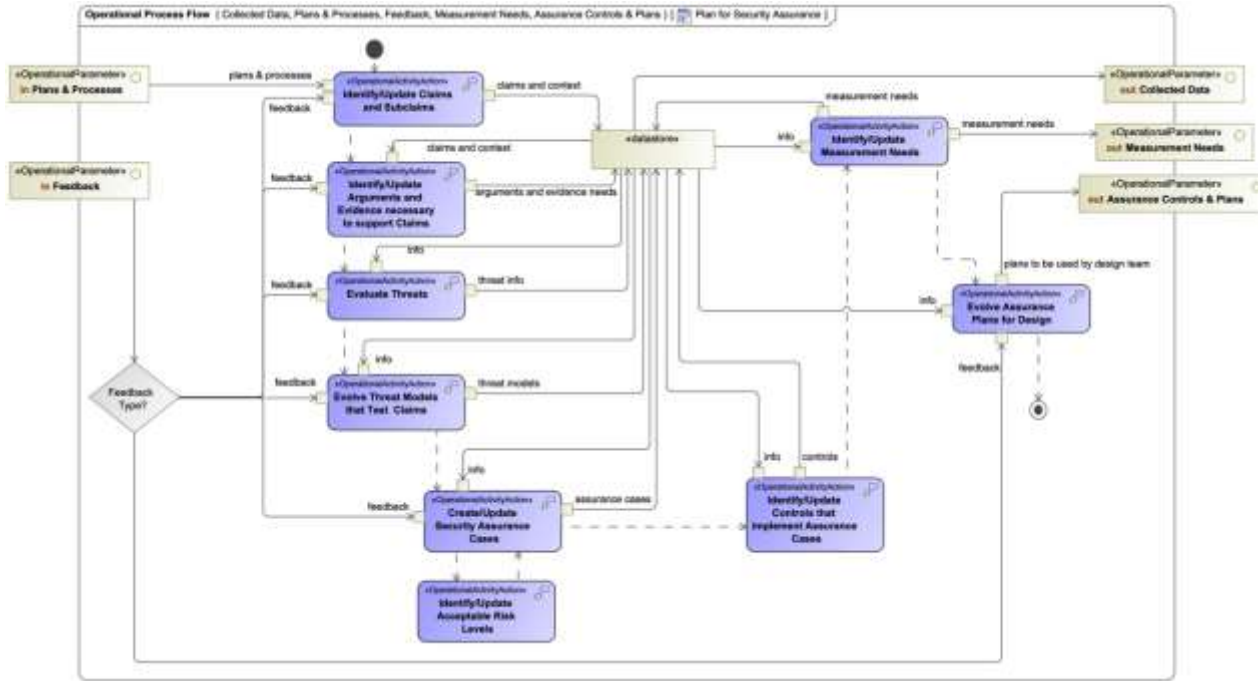 Operational Process Flow [ Collected Data, Plans & Processes, Feedback, Measurement Needs, Assurance Controls & Plans ] [ Plan for Security Assurance ]
«OperationalParameter»
in Plans & Processes
plans & processes
feedback
«OperationalActivityAction»
Identify/Update Claims
and Subclaims
claims and context
«OperationalParameter»
in Feedback
claims and context
feedback
«OperationalActivityAction»
Identify/Update
Arguments and
Evidence necessary
to support Claims
arguments and evidence needs
«datastore»
info
feedback
«OperationalActivityAction»
Evaluate Threats
threat info
info
feedback
«OperationalActivityAction»
Evolve Threat Models
that Test Claims
threat models
Feedback
Type?
info
feedback
«OperationalActivityAction»
Create/Update
Security Assurance
Cases
assurance cases
«OperationalActivityAction»
Identify/Update
Acceptable Risk
Levels
info
controls
«OperationalActivityAction»
Identify/Update
Controls that
Implement Assurance
Cases
measurement needs
info
«OperationalActivityAction»
Identify/Update
Measurement Needs
measurement needs
«OperationalParameter»
out Collected Data
«OperationalParameter»
out Measurement Needs
«OperationalParameter»
out Assurance Controls & Plans
plans to be used by design team
info
«OperationalActivityAction»
Evolve Assurance
Plans for Design
feedback